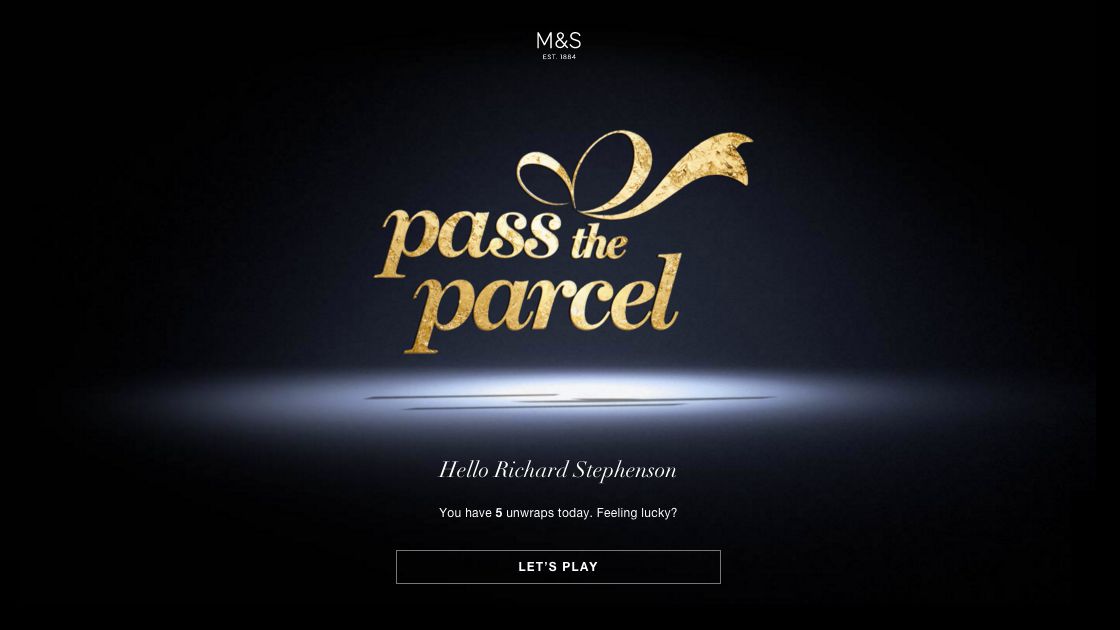 M&S
EST. 1884
pass the
parcel
Hello Richard Stephenson
You have 5 unwraps today. Feeling lucky?
LET'S PLAY